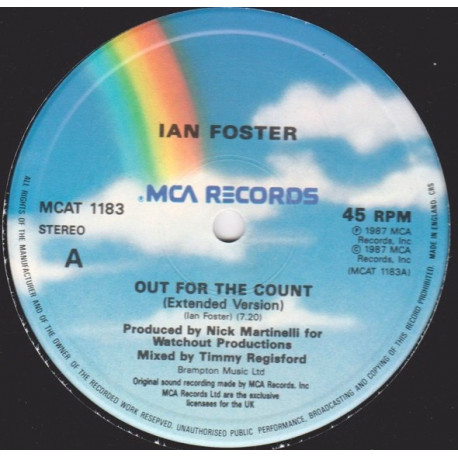 IAN FOSTER
MCA RECORDS
MCAT 1183
STEREO
A
45 RPM
℗ 1987 MCA
Records, Inc
© 1987 MCA
Records, Inc
(MCAT 1183A)
OUT FOR THE COUNT
(Extended Version)
(Ian Foster) (7.20)
Produced by Nick Martinelli for
Watchout Productions
Mixed by Timmy Regisford
Brampton Music Ltd
Original sound recording made by MCA Records, Inc
MCA Records Ltd are the exclusive
licensees for the UK
ALL RIGHTS OF THE MANUFACTURER AND OF THE OWNER OF THE RECORDED WORK RESERVED. UNAUTHORISED PUBLIC PERFORMANCE, BROADCASTING AND COPYING OF THIS RECORD PROHIBITED. MADE IN ENGLAND. CN5